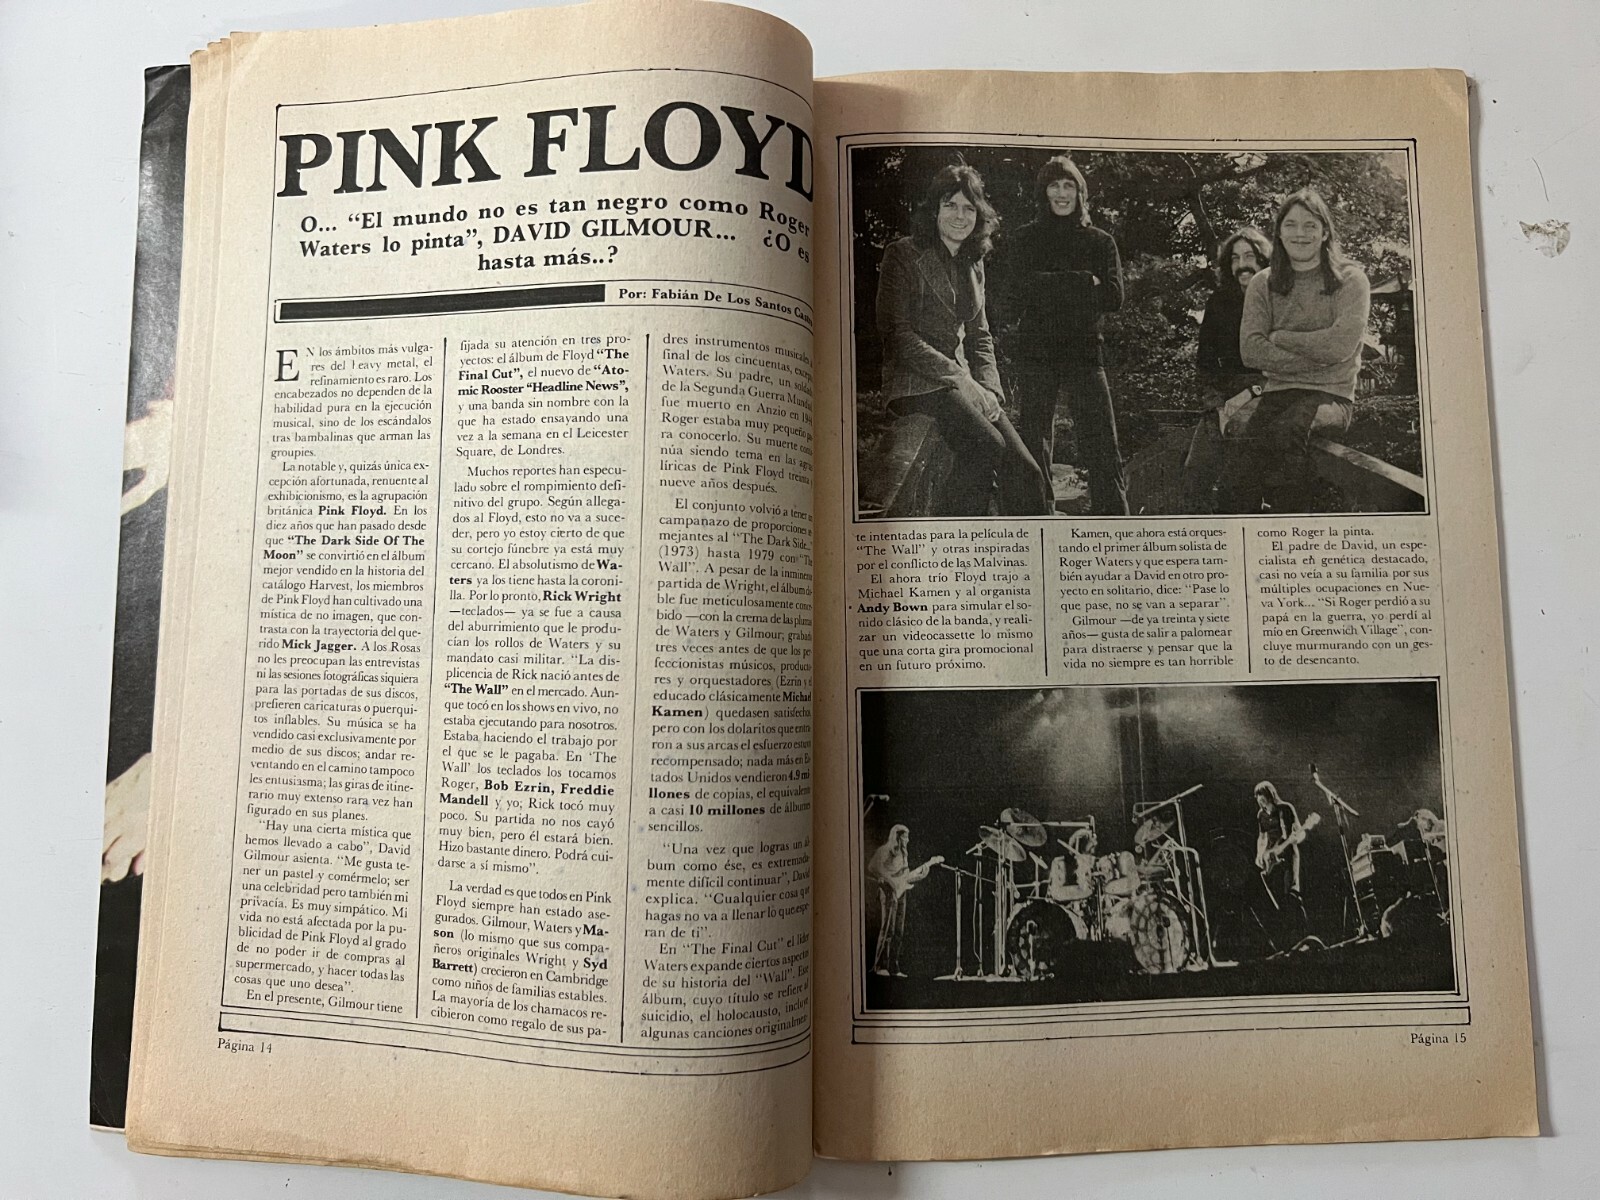 PINK FLOYD
O... “El mundo no es tan negro como Roger
Waters lo pinta”, DAVID GILMOUR... ¿O es
hasta más..?
Por: Fabián De Los Santos
EN los ámbitos más vulga-
res del heavy metal, el
refinamiento es raro. Los
encabezados no dependen de la
habilidad pura en la ejecución
musical, sino de los escándalos
tras bambalinas que arman las
groupies.
La notable y, quizás única ex-
cepción afortunada, renuente al
exhibicionismo, es la agrupación
británica Pink Floyd. En los
diez años que han pasado desde
que “The Dark Side Of The
Moon” se convirtió en el álbum
mejor vendido en la historia del
catálogo Harvest, los miembros
de Pink Floyd han cultivado una
mística de no imagen, que con-
trasta con la trayectoria del que-
rido Mick Jagger. A los Rosas
no les preocupan las entrevistas
ni las sesiones fotográficas siquiera
para las portadas de sus discos,
prefieren caricaturas o puerqui-
tos inflables. Su música se ha
vendido casi exclusivamente por
medio de sus discos; andar re-
ventando en el camino tampoco
les entusiasma; las giras de itine-
rario muy extenso rara vez han
figurado en sus planes.
“Hay una cierta mística que
hemos llevado a cabo”, David
Gilmour asienta. “Me gusta te-
ner un pastel y comérmelo; ser
una celebridad pero también mi
privacía. Es muy simpático. Mi
vida no está afectada por la pu-
blicidad de Pink Floyd al grado
de no poder ir de compras al
supermercado, y hacer todas las
cosas que uno desea”.
En el presente, Gilmour tiene
fijada su atención en tres pro-
yectos: el álbum de Floyd “The
Final Cut”, el nuevo de “Ato-
mic Rooster “Headline News”,
y una banda sin nombre con la
que ha estado ensayando una
vez a la semana en el Leicester
Square, de Londres.
Muchos reportes han especu-
lado sobre el rompimiento defi-
nitivo del grupo. Según allega-
dos al Floyd, esto no va a suce-
der, pero yo estoy cierto de que
su cortejo fúnebre ya está muy
cercano. El absolutismo de Wa-
ters ya los tiene hasta la coroni-
lla. Por lo pronto, Rick Wright
—teclados— ya se fue a causa
del aburrimiento que le produ-
cían los rollos de Waters y su
mandato casi militar. “La dis-
plicencia de Rick nació antes de
“The Wall” en el mercado. Aun-
que tocó en los shows en vivo, no
estaba ejecutando para nosotros.
Estaba haciendo el trabajo por
el que se le pagaba. En ‘The
Wall’ los teclados los tocamos
Roger, Bob Ezrin, Freddie
Mandell y yo; Rick tocó muy
poco. Su partida no nos cayó
muy bien, pero él estará bien.
Hizo bastante dinero. Podrá cui-
darse a sí mismo”.
La verdad es que todos en Pink
Floyd siempre han estado ase-
gurados. Gilmour, Waters y Ma-
son (lo mismo que sus compa-
ñeros originales Wright y Syd
Barrett) crecieron en Cambridge
como niños de familias estables.
La mayoría de los chamacos re-
cibieron como regalo de sus pa-
dres instrumentos musicales a
final de los cincuentas, excepto
Waters. Su padre, un soldado
de la Segunda Guerra
fue muerto en Anzio en
Roger estaba muy pequeño pa-
ra conocerlo. Su muerte conti-
núa siendo tema en las
líricas de Pink Floyd treinta y
nueve años después.
El conjunto volvió a tener un
campanazo de proporciones se-
mejantes al “The Dark Side...”
(1973) hasta 1979 con “The
Wall”. A pesar de la inminente
partida de Wright, el álbum do-
ble fue meticulosamente conce-
bido —con la crema de las plumas
de Waters y Gilmour; grabado
tres veces antes de que los per-
feccionistas músicos, producto-
res y orquestadores (Ezrin y el
educado clásicamente Michael
Kamen) quedasen satisfechos
pero con los dolaritos que entra-
ron a sus arcas el esfuerzo estuvo
recompensado; nada más en Es-
tados Unidos vendieron 4.9 mi-
llones de copias, el equivalente
a casi 10 millones de álbumes
sencillos.
“Una vez que logras un ál-
bum como ése, es extremada-
mente difícil continuar”, David
explica. “Cualquier cosa que
hagas no va a llenar lo que espe-
ran de ti”.
En “The Final Cut” el líder
Waters expande ciertos aspectos
de su historia del “Wall”. Este
álbum, cuyo título se refiere al
suicidio, el holocausto, incluye
algunas canciones originalmen-
te intentadas para la película de
“The Wall” y otras inspiradas
por el conflicto de las Malvinas.
El ahora trío Floyd trajo a
Michael Kamen y al organista
Andy Bown para simular el so-
nido clásico de la banda, y reali-
zar un videocassette lo mismo
que una corta gira promocional
en un futuro próximo.
Kamen, que ahora está orques-
tando el primer álbum solista de
Roger Waters y que espera tam-
bién ayudar a David en otro pro-
yecto en solitario, dice: “Pase lo
que pase, no se van a separar”.
Gilmour —de ya treinta y siete
años— gusta de salir a palomear
para distraerse y pensar que la
vida no siempre es tan horrible
como Roger la pinta.
El padre de David, un espe-
cialista en genética destacado,
casi no veía a su familia por sus
múltiples ocupaciones en Nue-
va York... “Si Roger perdió a su
papá en la guerra, yo perdí al
mío en Greenwich Village”, con-
cluye murmurando con un ges-
to de desencanto.
Página 14
Página 15